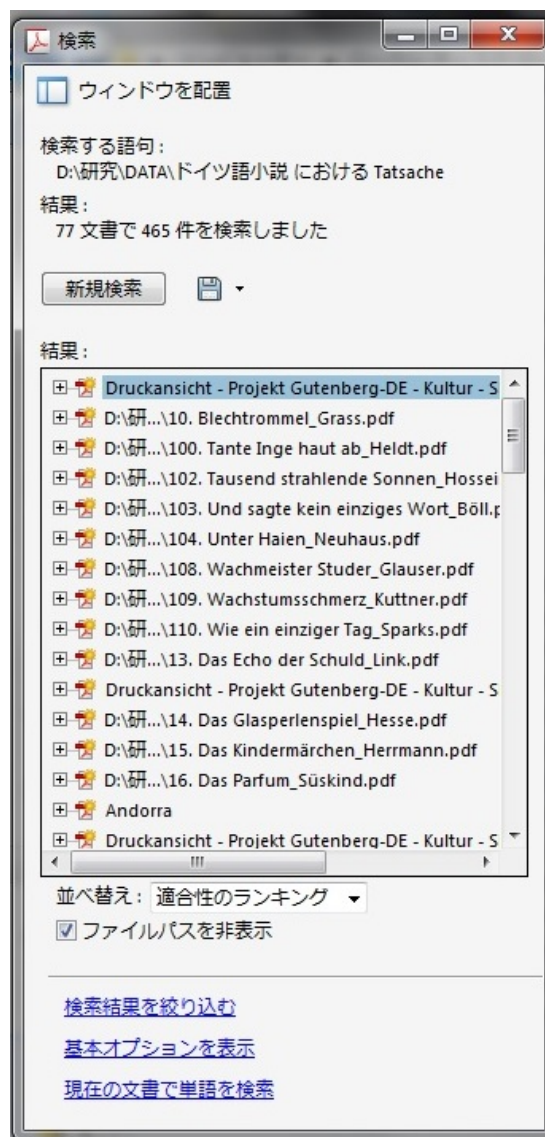 検索
ウィンドウを配置
検索する語句:
D:\研究\DATA\ドイツ語小説 における Tatsache
結果:
77 文書で 465 件を検索しました
新規検索
結果:
Druckansicht - Projekt Gutenberg-DE - Kultur - S
D:\研...\10. Blechtrommel_Grass.pdf
D:\研...\100. Tante Inge haut ab_Heldt.pdf
D:\研...\102. Tausend strahlende Sonnen_Hossei
D:\研...\103. Und sagte kein einziges Wort_Böll.p
D:\研...\104. Unter Haien_Neuhaus.pdf
D:\研...\108. Wachmeister Studer_Glauser.pdf
D:\研...\109. Wachstumsschmerz_Kuttner.pdf
D:\研...\110. Wie ein einziger Tag_Sparks.pdf
D:\研...\13. Das Echo der Schuld_Link.pdf
Druckansicht - Projekt Gutenberg-DE - Kultur - S
D:\研...\14. Das Glasperlenspiel_Hesse.pdf
D:\研...\15. Das Kindermärchen_Herrmann.pdf
D:\研...\16. Das Parfum_Süskind.pdf
Andorra
Druckansicht - Projekt Gutenberg-DE - Kultur - S
並べ替え: 適合性のランキング
ファイルパスを非表示
検索結果を絞り込む
基本オプションを表示
現在の文書で単語を検索